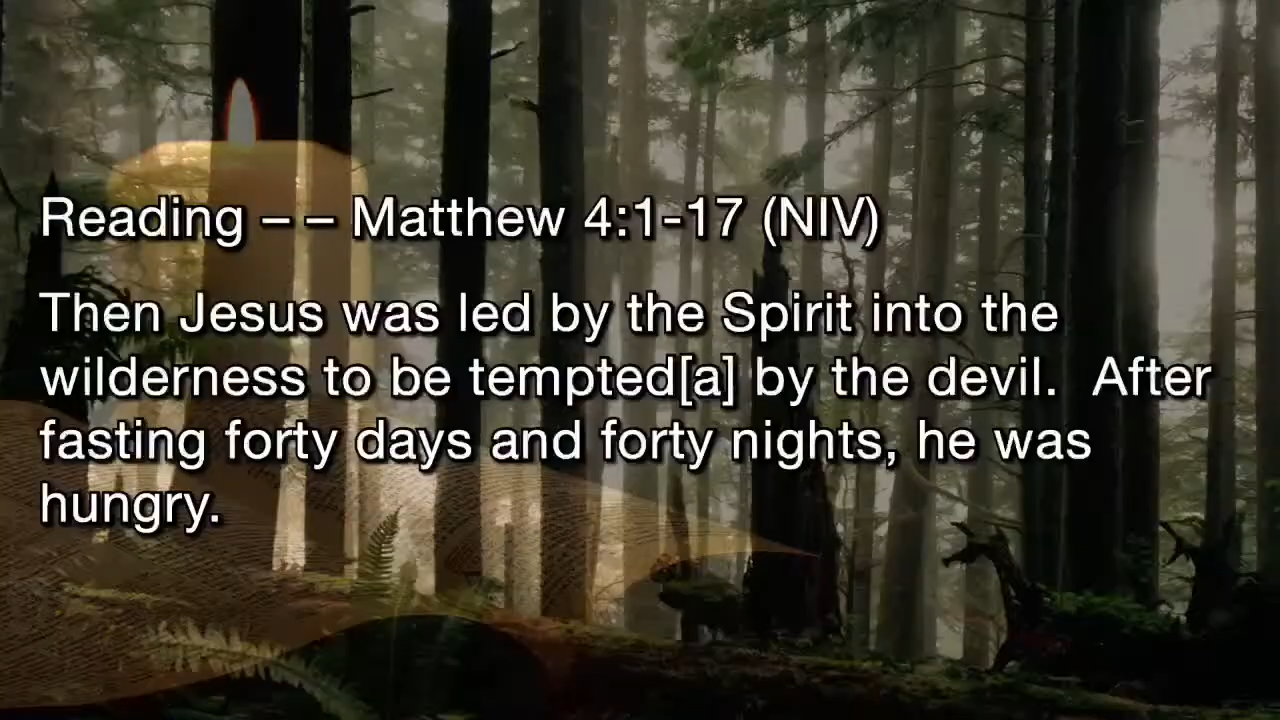 Reading – – Matthew 4:1-17 (NIV)
Then Jesus was led by the Spirit into the
wilderness to be tempted[a] by the devil.  After
fasting forty days and forty nights, he was
hungry.